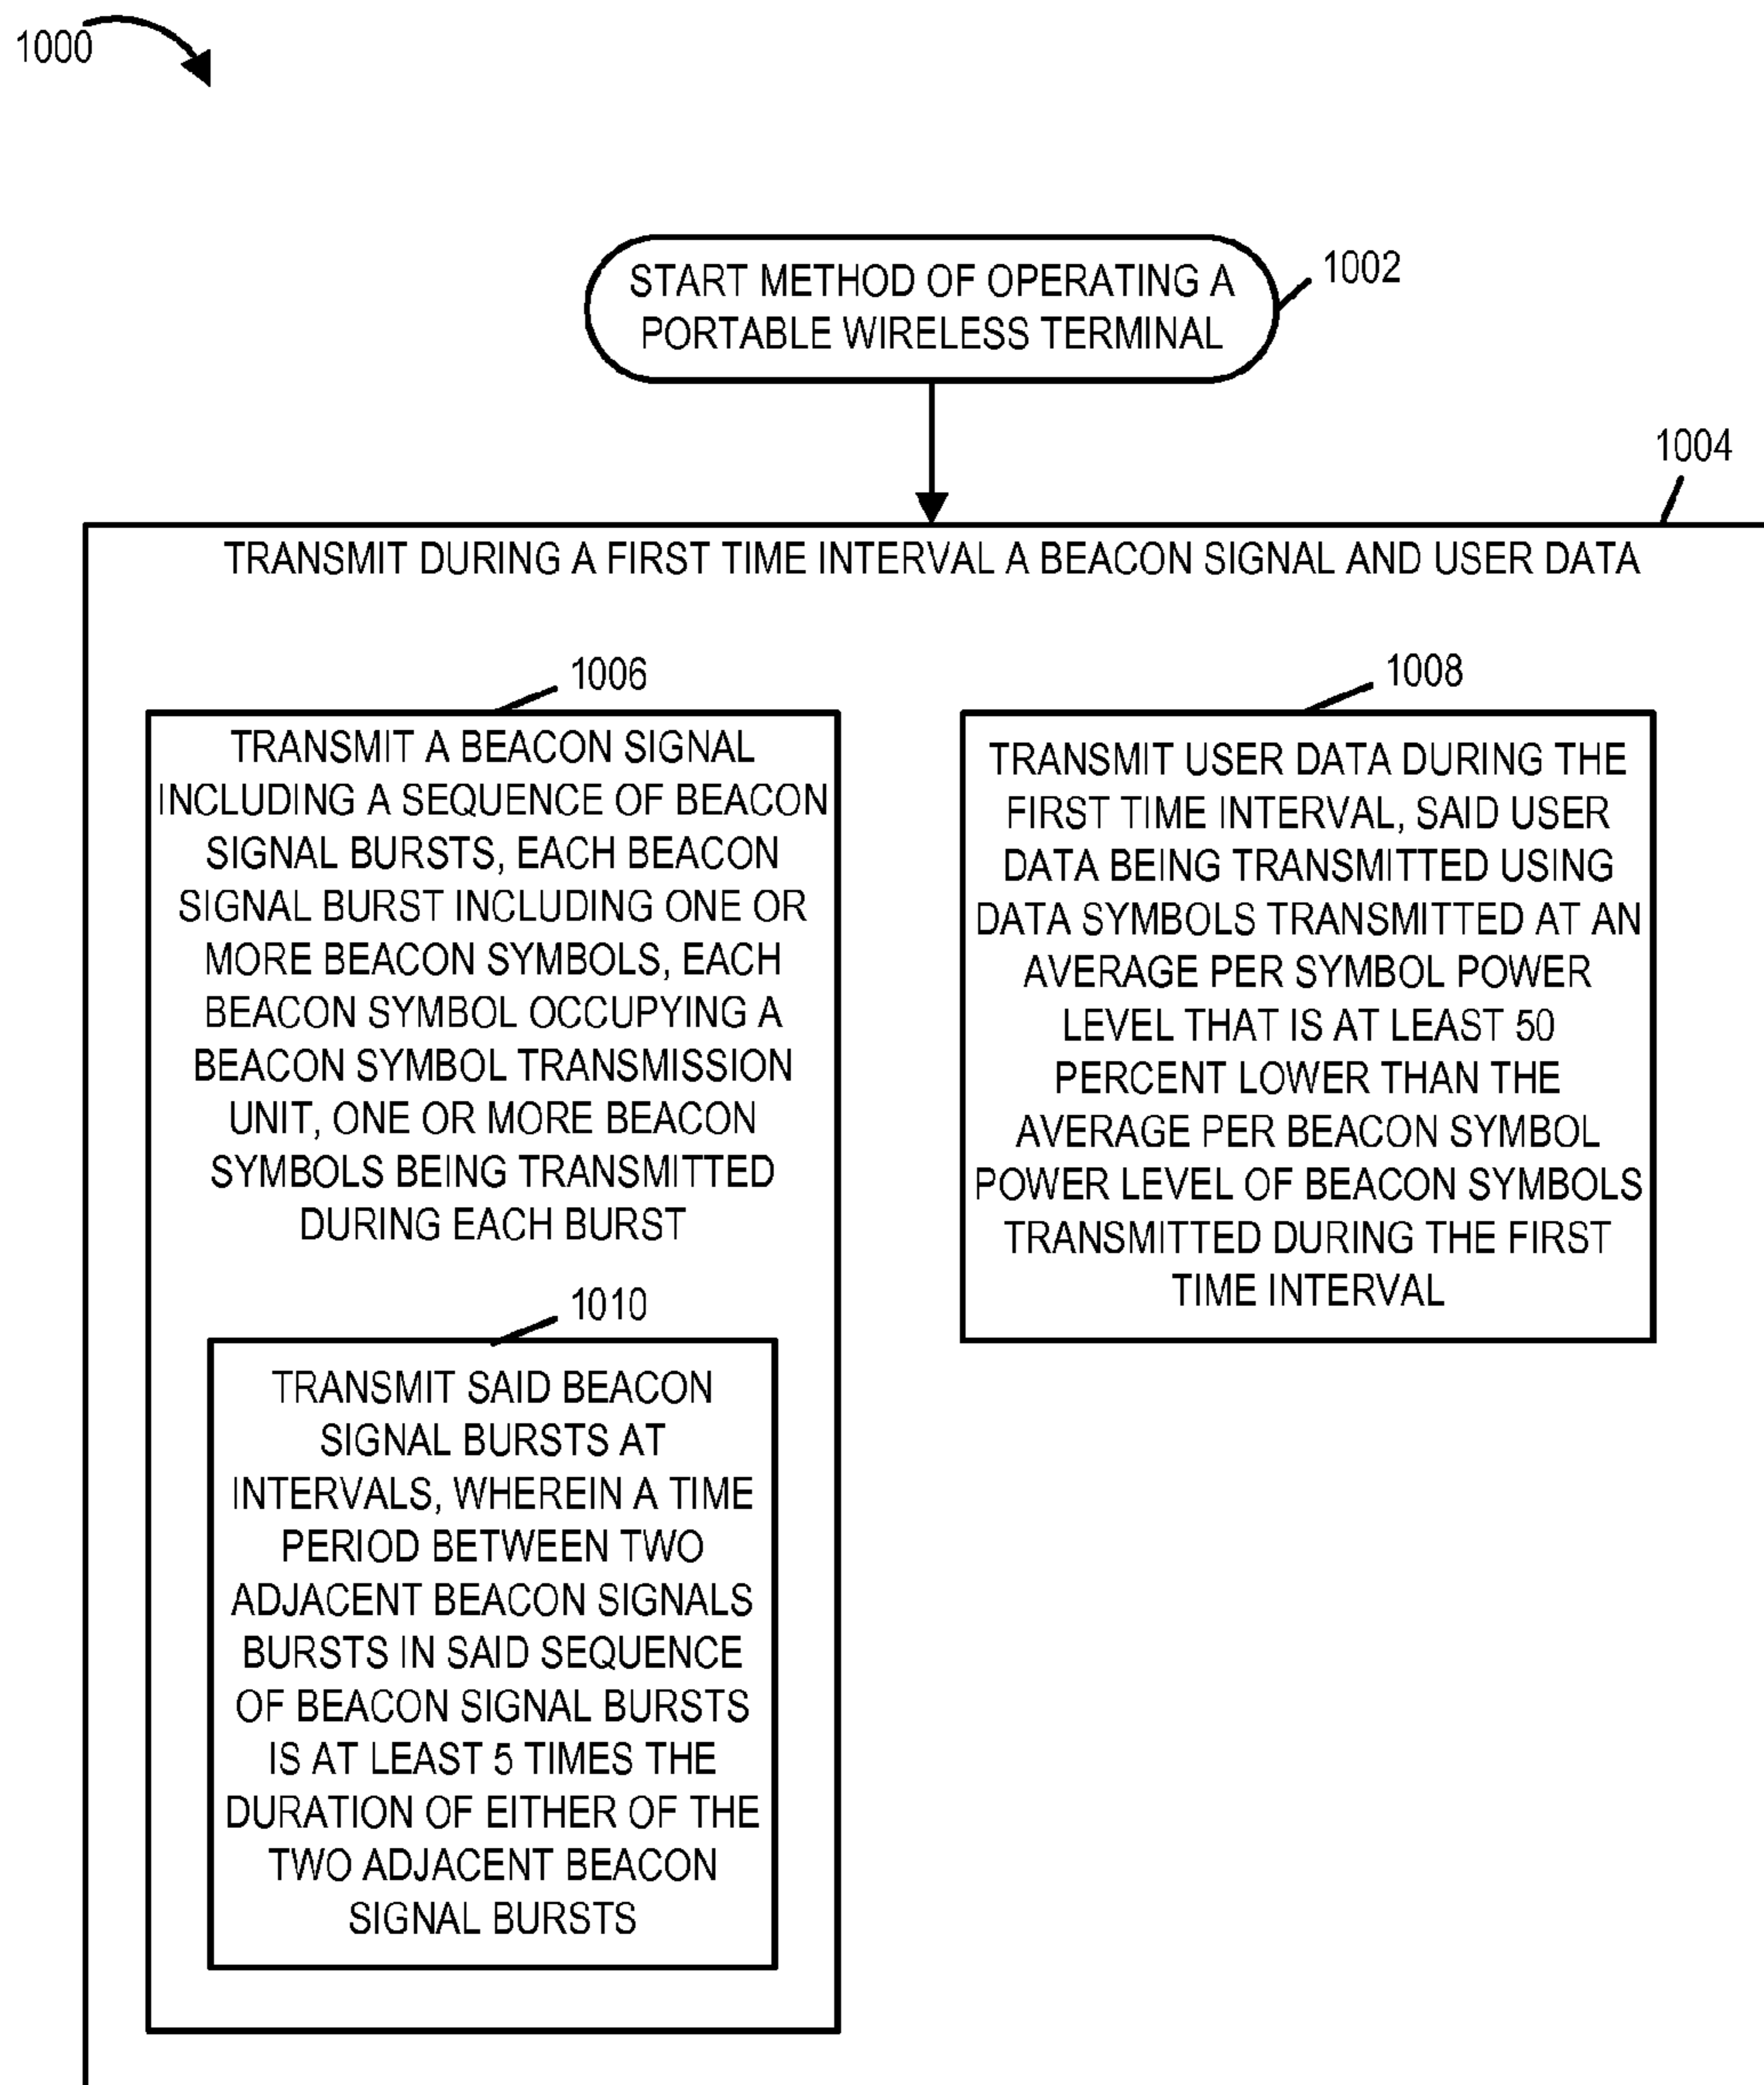 1000
START METHOD OF OPERATING A
PORTABLE WIRELESS TERMINAL
1002
1004
TRANSMIT DURING A FIRST TIME INTERVAL A BEACON SIGNAL AND USER DATA
1006
TRANSMIT A BEACON SIGNAL
INCLUDING A SEQUENCE OF BEACON
SIGNAL BURSTS, EACH BEACON
SIGNAL BURST INCLUDING ONE OR
MORE BEACON SYMBOLS, EACH
BEACON SYMBOL OCCUPYING A
BEACON SYMBOL TRANSMISSION
UNIT, ONE OR MORE BEACON
SYMBOLS BEING TRANSMITTED
DURING EACH BURST
1010
TRANSMIT SAID BEACON
SIGNAL BURSTS AT
INTERVALS, WHEREIN A TIME
PERIOD BETWEEN TWO
ADJACENT BEACON SIGNALS
BURSTS IN SAID SEQUENCE
OF BEACON SIGNAL BURSTS
IS AT LEAST 5 TIMES THE
DURATION OF EITHER OF THE
TWO ADJACENT BEACON
SIGNAL BURSTS
1008
TRANSMIT USER DATA DURING THE
FIRST TIME INTERVAL, SAID USER
DATA BEING TRANSMITTED USING
DATA SYMBOLS TRANSMITTED AT AN
AVERAGE PER SYMBOL POWER
LEVEL THAT IS AT LEAST 50
PERCENT LOWER THAN THE
AVERAGE PER BEACON SYMBOL
POWER LEVEL OF BEACON SYMBOLS
TRANSMITTED DURING THE FIRST
TIME INTERVAL